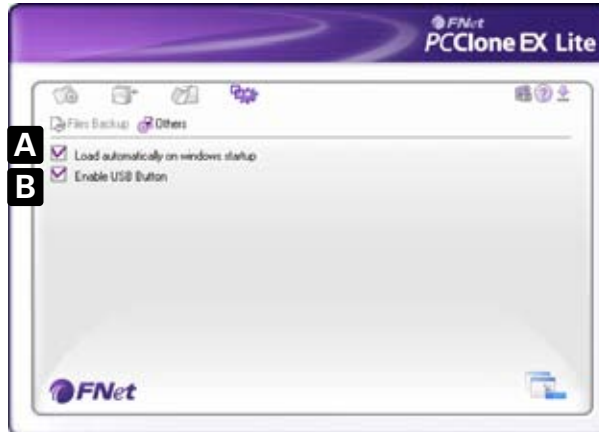 FNet
PCClone EX Lite
Files Backup Others
A Load automatically on windows startup
B Enable USB Button
FNet